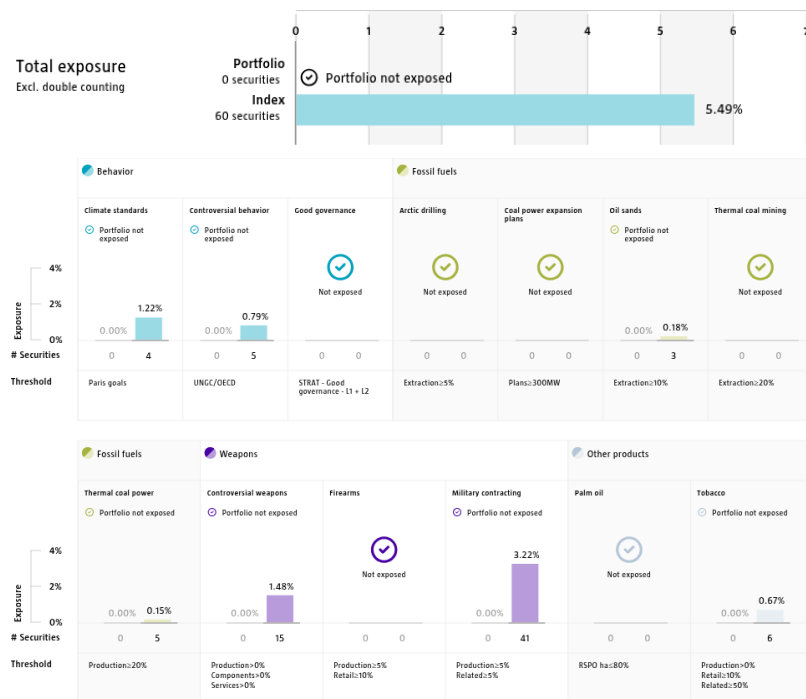 0 1 2 3 4 5 6 7
Total exposure
Excl. double counting
Portfolio
0 securities
Portfolio not exposed
Index
60 securities
5.49%
Behavior
Fossil fuels
Climate standards
Controversial behavior
Good governance
Arctic drilling
Coal power expansion
plans
Oil sands
Thermal coal mining
Portfolio not
exposed
Portfolio not
exposed
Not exposed
Not exposed
Not exposed
Portfolio not
exposed
Not exposed
Exposure
4%
2%
0%
0.00% 1.22%
0.00% 0.79%
0.00% 0.18%
# Securities 0 4 0 5 0 0 0 0 0 0 0 3 0 0
Threshold
Paris goals
UNGC/OECD
STRAT - Good
governance - L1 + L2
Extraction≥5%
Plans≥300MW
Extraction≥10%
Extraction≥20%
Fossil fuels
Weapons
Other products
Thermal coal power
Controversial weapons
Firearms
Military contracting
Palm oil
Tobacco
Portfolio not exposed
Portfolio not exposed
Not exposed
Portfolio not exposed
Not exposed
Portfolio not exposed
Exposure
4%
2%
0%
0.00% 0.15%
0.00% 1.48%
0.00% 3.22%
0.00% 0.67%
# Securities 0 5 0 15 0 0 0 41 0 0 0 6
Threshold
Production≥20%
Production>0%
Components>0%
Services>0%
Production≥5%
Retail≥10%
Production≥5%
Related≥5%
RSPO ha≤80%
Production>0%
Retail≥10%
Related≥50%